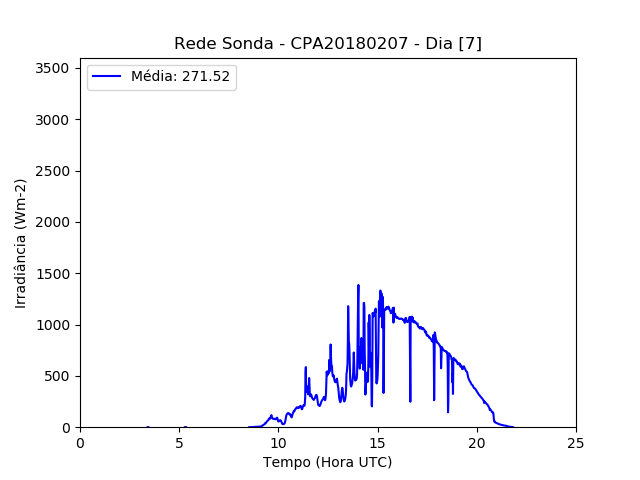 Rede Sonda - CPA20180207 - Dia [7]
Média: 271.52
Irradiância (Wm-2)
3500
3000
2500
2000
1500
1000
500
0
0 5 10 15 20 25
Tempo (Hora UTC)